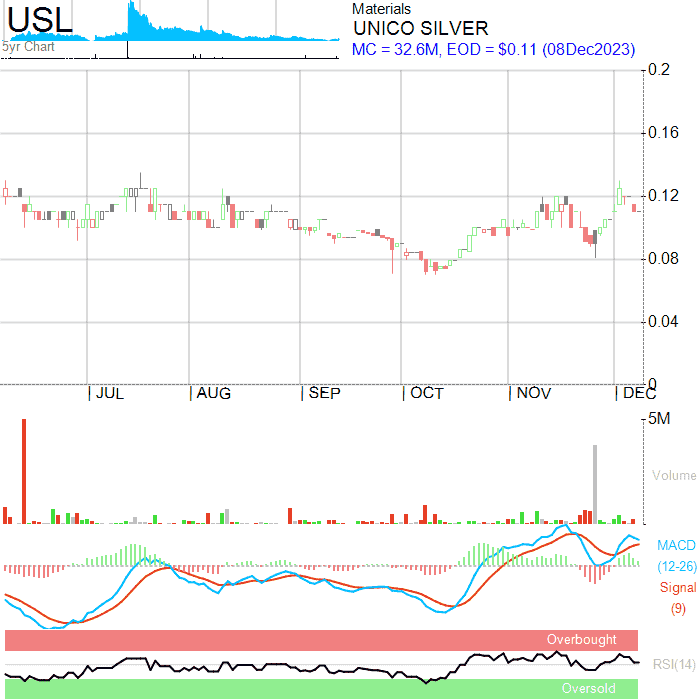 USL
5yr Chart
Materials
UNICO SILVER
MC = 32.6M, EOD = $0.11 (08Dec2023)
0.2
0.16
0.12
0.08
0.04
0
JUL AUG SEP OCT NOV DEC
5M
Volume
MACD
(12-26)
Signal
(9)
Overbought
RSI(14)
Oversold